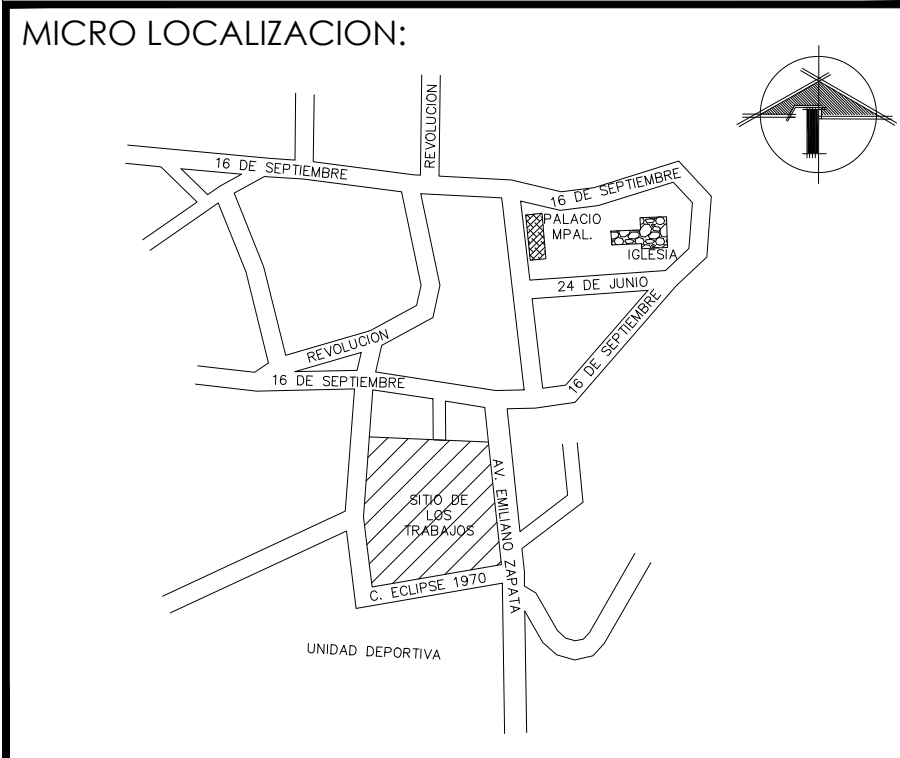 MICRO LOCALIZACION:
REVOLUCION
16 DE SEPTIEMBRE
16 DE SEPTIEMBRE
PALACIO
MPAL.
IGLESIA
24 DE JUNIO
16 DE SEPTIEMBRE
REVOLUCION
16 DE SEPTIEMBRE
SITIO DE
LOS
TRABAJOS
AV. EMILIANO ZAPATA
C. ECLIPSE 1970
UNIDAD DEPORTIVA